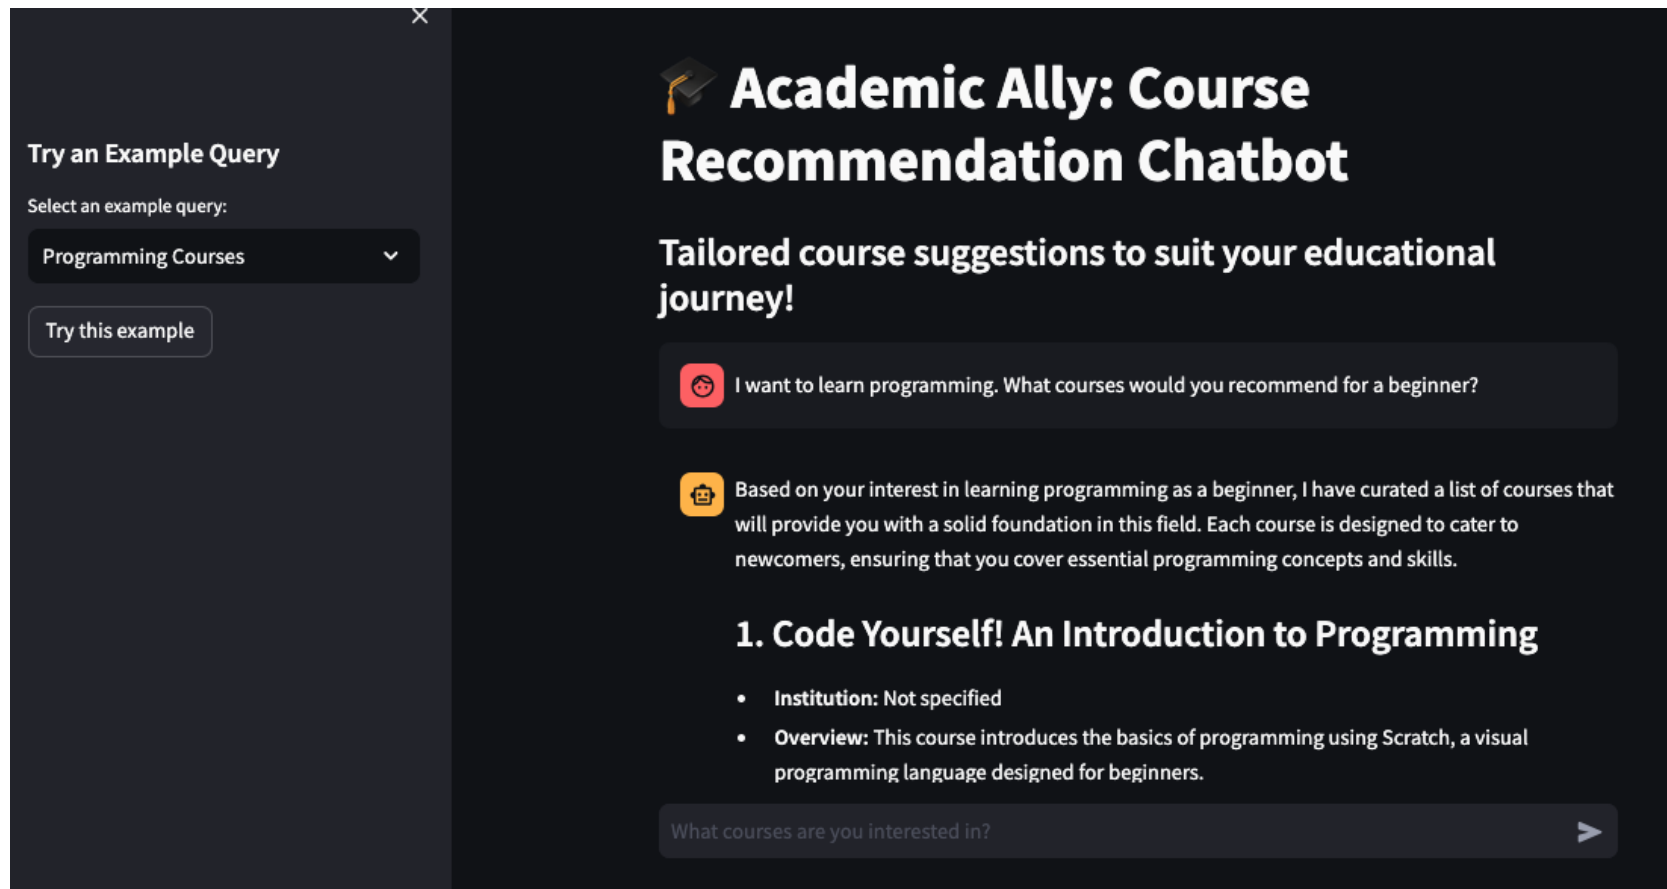 Try an Example Query
Select an example query:
Programming Courses
Try this example
🎓 Academic Ally: Course
Recommendation Chatbot
Tailored course suggestions to suit your educational
journey!
I want to learn programming. What courses would you recommend for a beginner?
Based on your interest in learning programming as a beginner, I have curated a list of courses that
will provide you with a solid foundation in this field. Each course is designed to cater to
newcomers, ensuring that you cover essential programming concepts and skills.
1. Code Yourself! An Introduction to Programming
• Institution: Not specified
• Overview: This course introduces the basics of programming using Scratch, a visual
programming language designed for beginners.
What courses are you interested in?